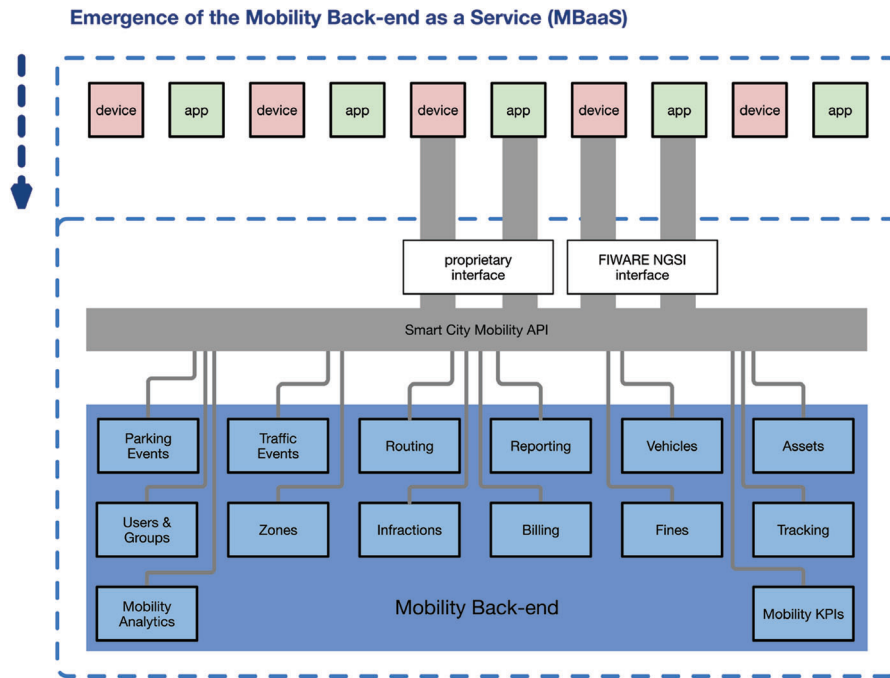 Emergence of the Mobility Back-end as a Service (MBaaS)
device
app
device
app
device
app
device
app
device
app
proprietary
interface
FIWARE NGSI
interface
Smart City Mobility API
Parking
Events
Traffic
Events
Routing
Reporting
Vehicles
Assets
Users &
Groups
Zones
Infractions
Billing
Fines
Tracking
Mobility
Analytics
Mobility Back-end
Mobility KPIs